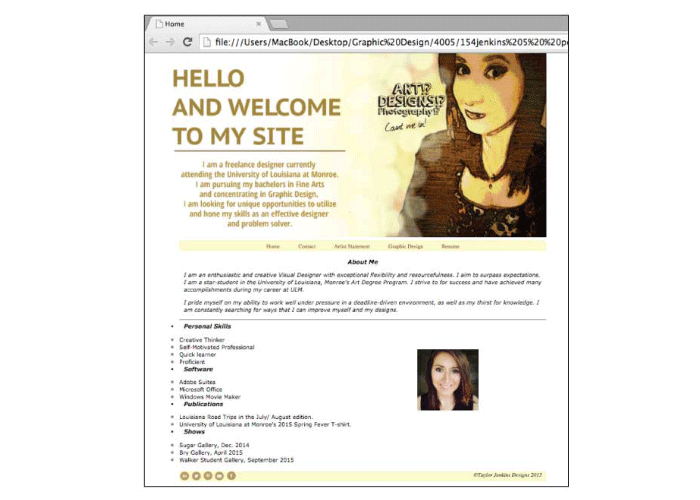 Home
file:///Users/MacBook/Desktop/Graphic%20Design/4005/154jenkins%205%20%20p
HELLO
AND WELCOME
TO MY SITE
I am a freelance designer currently
attending the University of Louisiana at Monroe.
I am pursuing my bachelors in Fine Arts
and concentrating in Graphic Design.
I am looking for unique opportunities to utilize
and hone my skills as an effective designer
and problem solver.
ART?
DESIGNS?
Photography?
Count me in!
Home Contact Artist Statement Graphic Design Resume
About Me
I am an enthusiastic and creative Visual Designer with exceptional flexibility and resourcefulness. I aim to surpass expectations.
I am a star-student in the University of Louisiana, Monroe's Art Degree Program. I strive to for success and have achieved many
accomplishments during my career at ULM.
I pride myself on my ability to work well under pressure in a deadline-driven environment, as well as my thirst for knowledge. I
am constantly searching for ways that I can improve myself and my designs.
• Personal Skills
• Creative Thinker
• Self-Motivated Professional
• Quick learner
• Proficient
• Software
• Adobe Suites
• Microsoft Office
• Windows Movie Maker
• Publications
• Louisiana Road Trips in the July/ August edition.
• University of Louisiana at Monroe's 2015 Spring Fever T-shirt.
• Shows
• Sugar Gallery, Dec. 2014
• Bry Gallery, April 2015
• Walker Student Gallery, September 2015
©Taylor Jenkins Designs 2015